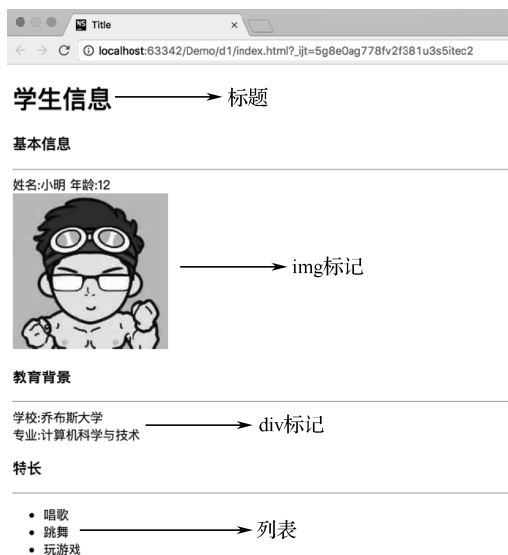 Title
localhost:63342/Demo/d1/index.html?_ijt=5g8e0ag778fv2f381u3s5itec2
学生信息 标题
基本信息
姓名:小明 年龄:12
img标记
教育背景
学校:乔布斯大学
div标记
专业:计算机科学与技术
特长
唱歌
跳舞 列表
玩游戏